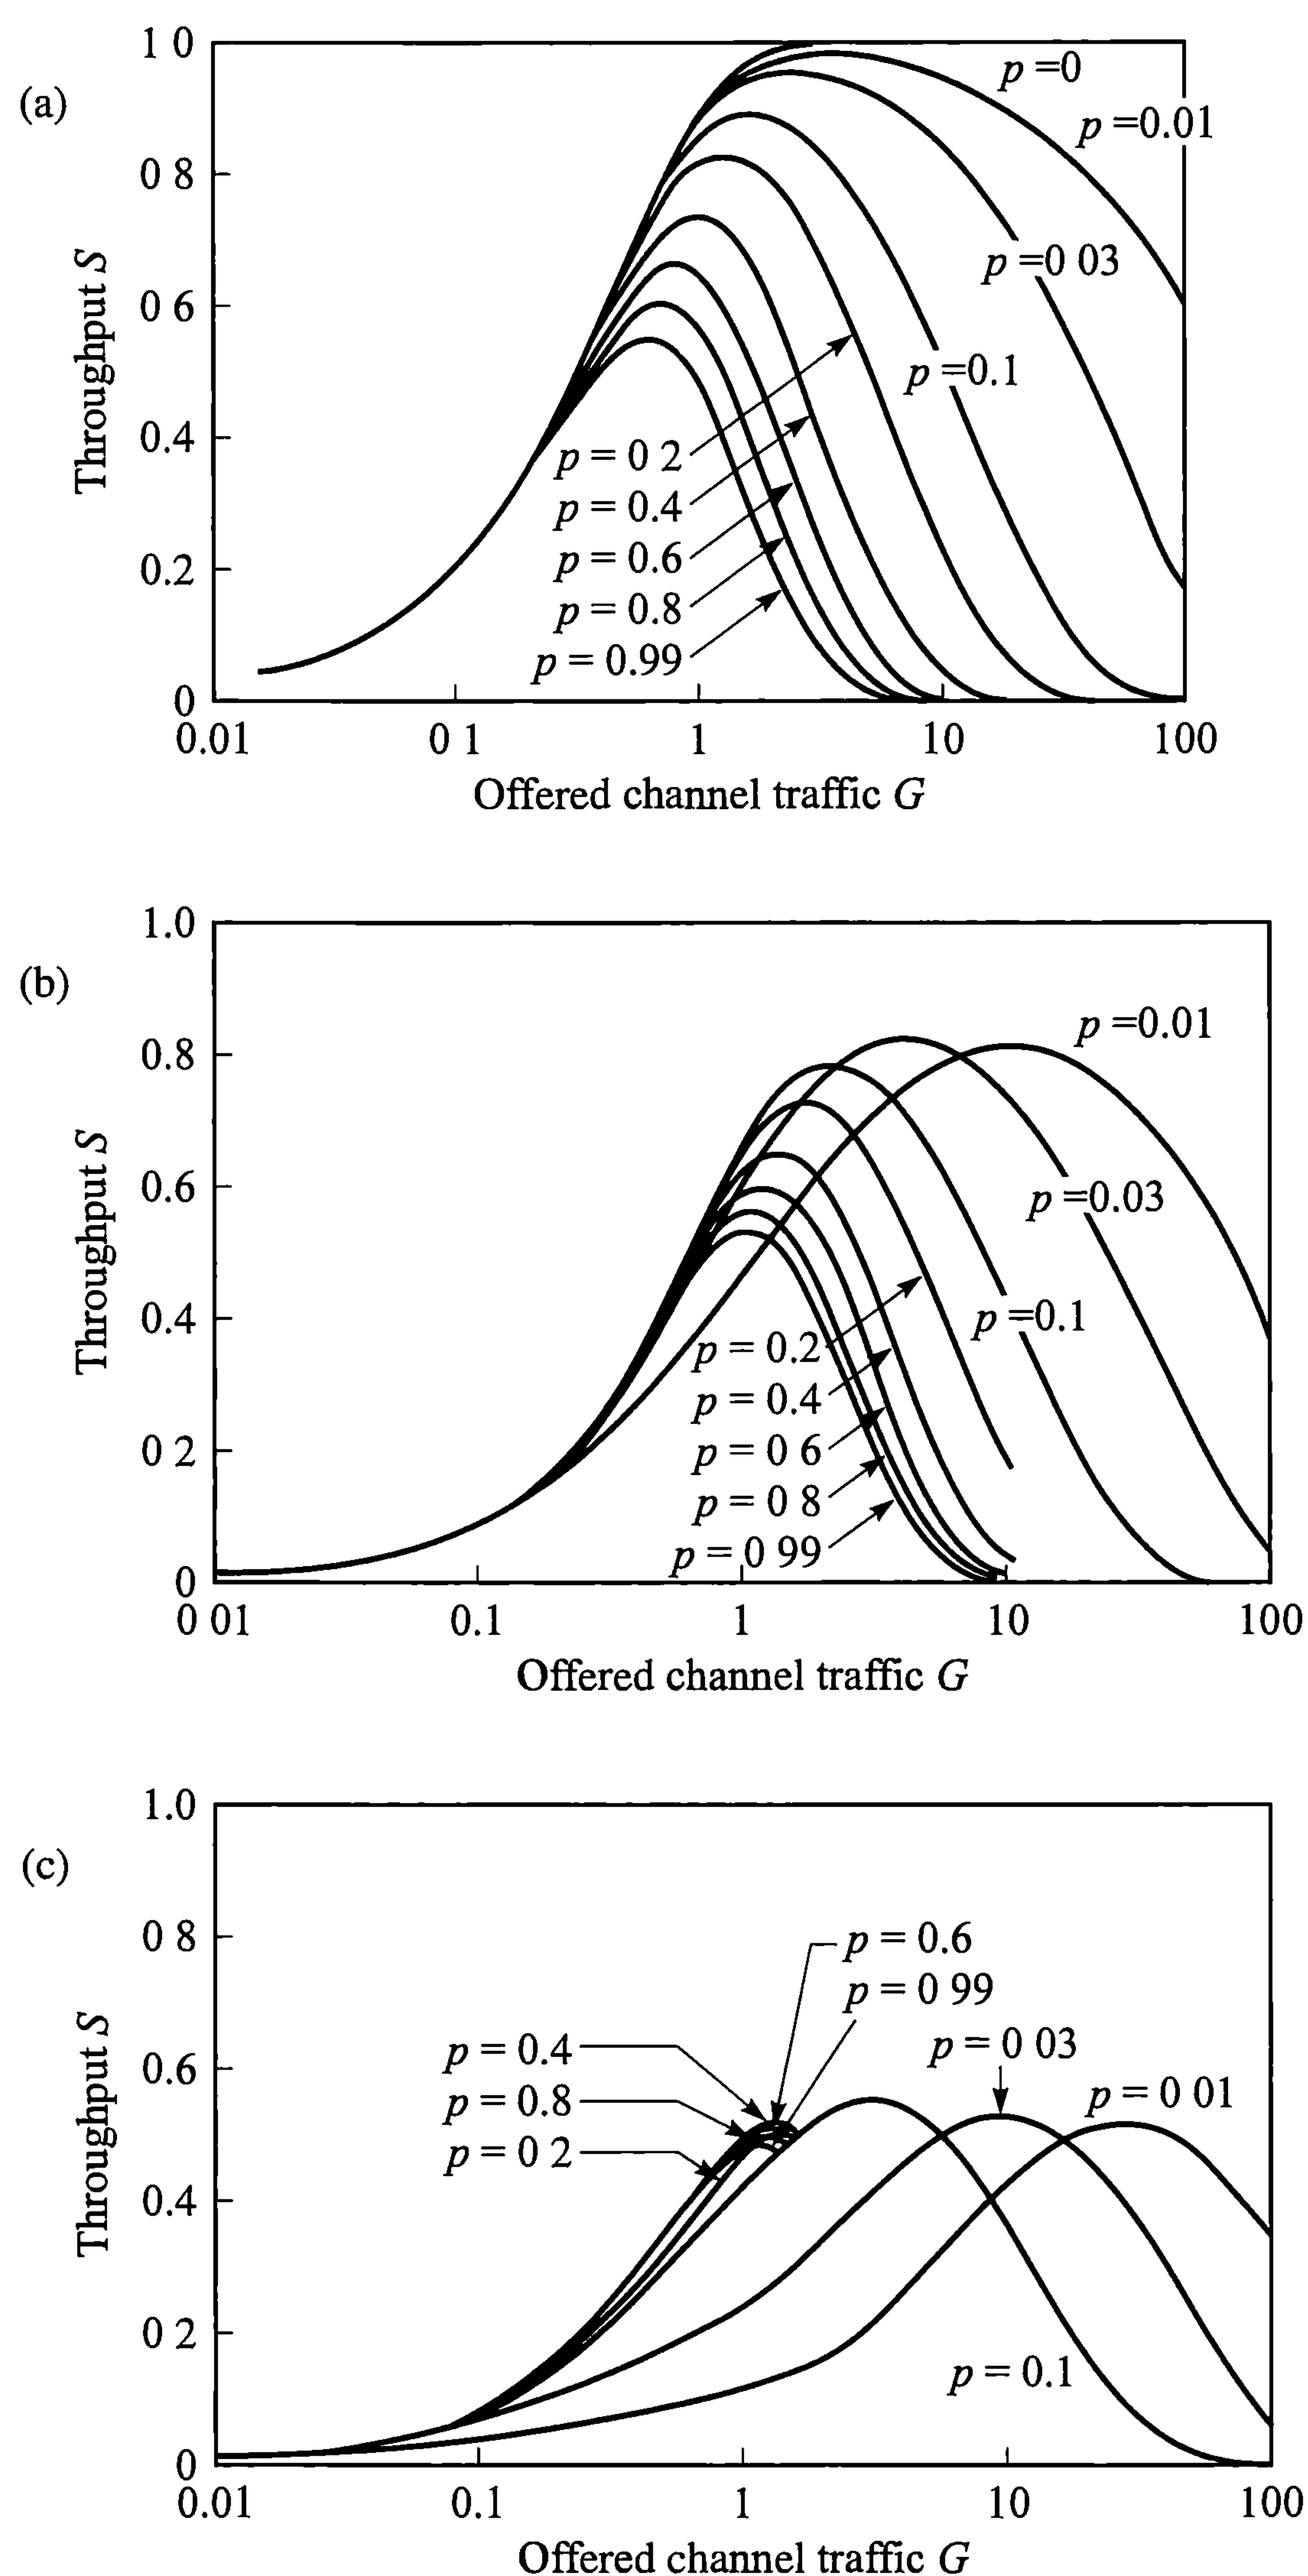 (a)
Throughput S
1 0
0 8
0 6
0.4
0.2
0
0.01
0 1
1
10
100
Offered channel traffic G
p =0
p =0.01
p =0 03
p =0.1
p = 0 2
p = 0.4
p = 0.6
p = 0.8
p = 0.99
(b)
Throughput S
1.0
0.8
0.6
0.4
0 2
0
0 01
0.1
1
10
100
Offered channel traffic G
p =0.01
p =0.03
p =0.1
p = 0.2
p = 0.4
p = 0 6
p = 0 8
p = 0 99
(c)
Throughput S
1.0
0 8
0.6
0.4
0 2
0
0.01
0.1
1
10
100
Offered channel traffic G
p = 0.6
p = 0 99
p = 0.4
p = 0 03
p = 0.8
p = 0 01
p = 0 2
p = 0.1